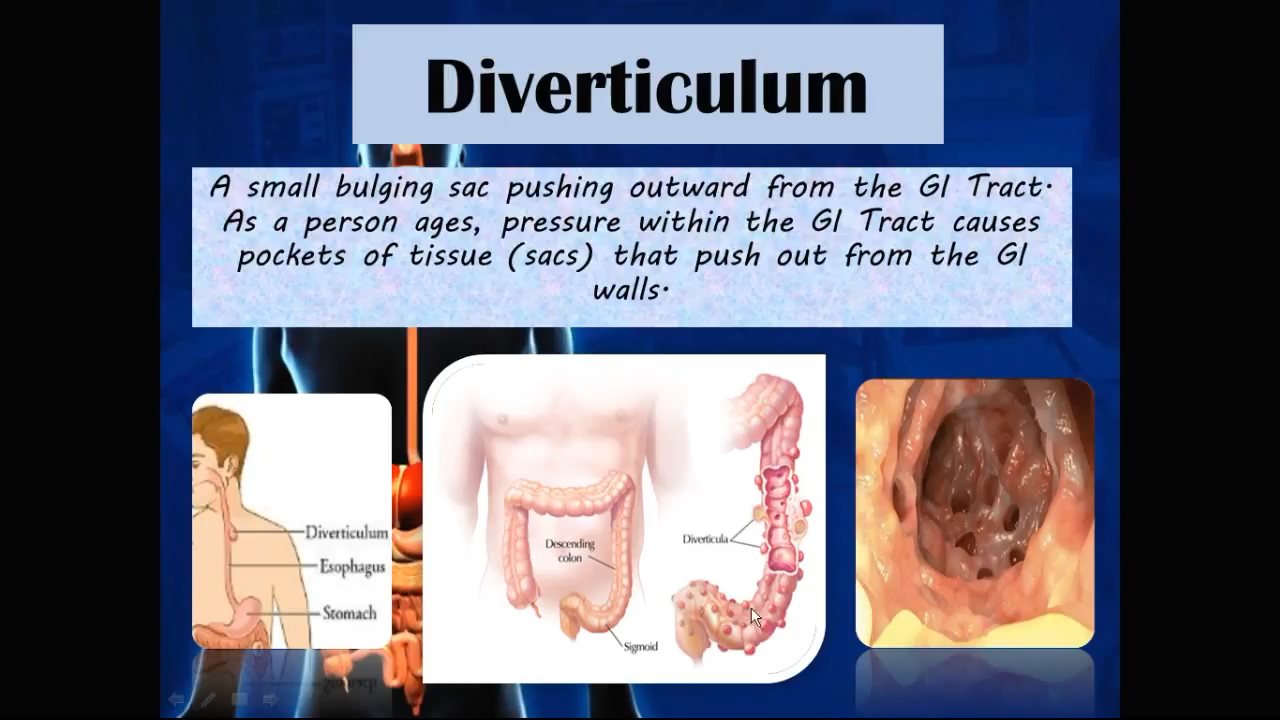 Diverticulum
A small bulging sac pushing outward from the GI Tract.
As a person ages, pressure within the GI Tract causes
pockets of tissue (sacs) that push out from the GI
walls.
Diverticulum
Esophagus
Stomach
Descending
colon
Sigmoid
Diverticula